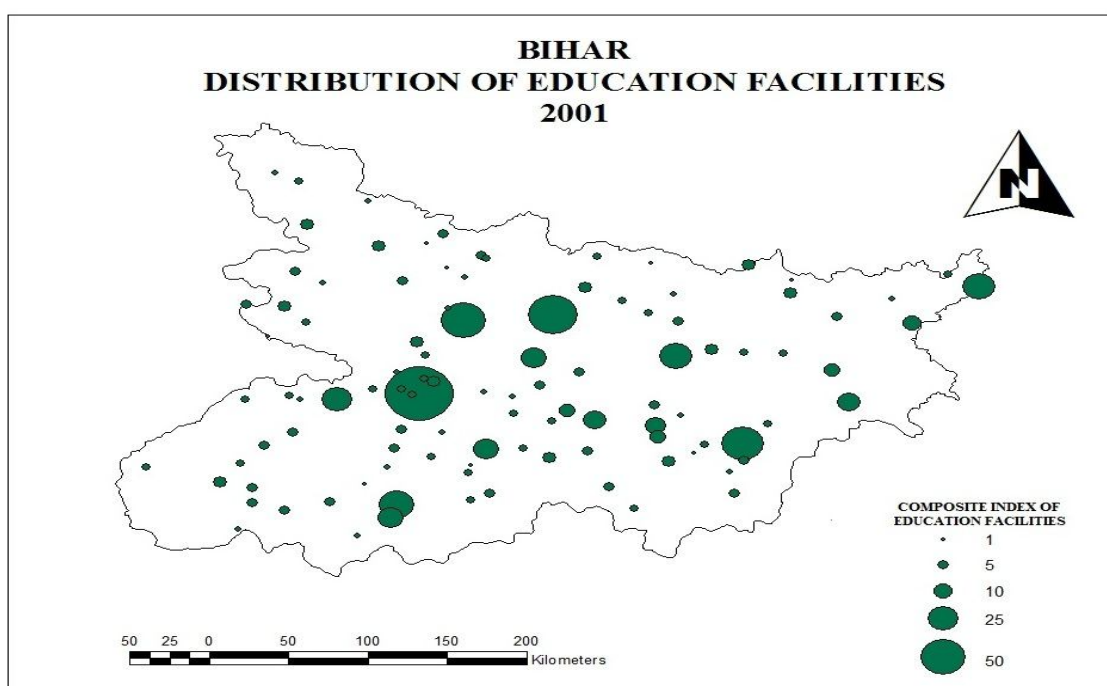 BIHAR
DISTRIBUTION OF EDUCATION FACILITIES
2001
N
COMPOSITE INDEX OF
EDUCATION FACILITIES
1
5
10
25
50
50 25 0 50 100 150 200
Kilometers